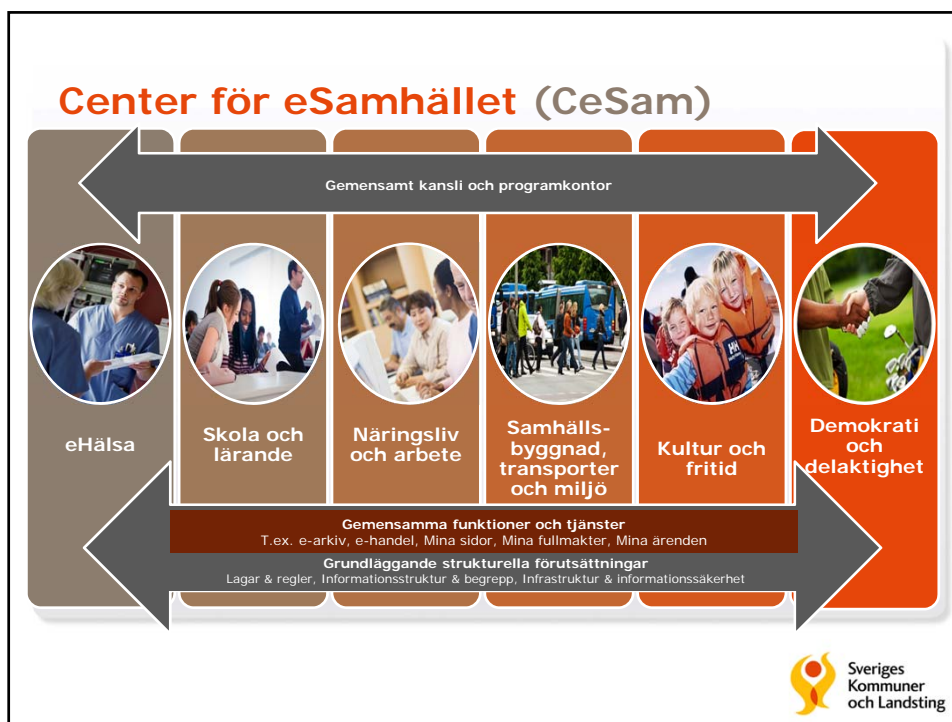 Center för eSamhället (CeSam)
Gemensamt kansli och programkontor
eHälsa
Skola och
lärande
Näringsliv
och arbete
Samhälls-
byggnad,
transporter
och miljö
Kultur och
fritid
Demokrati
och
delaktighet
Gemensamma funktioner och tjänster
T.ex. e-arkiv, e-handel, Mina sidor, Mina fullmakter, Mina ärenden
Grundläggande strukturella förutsättningar
Lagar & regler, Informationsstruktur & begrepp, Infrastruktur & informationssäkerhet
Sveriges
Kommuner
och Landsting